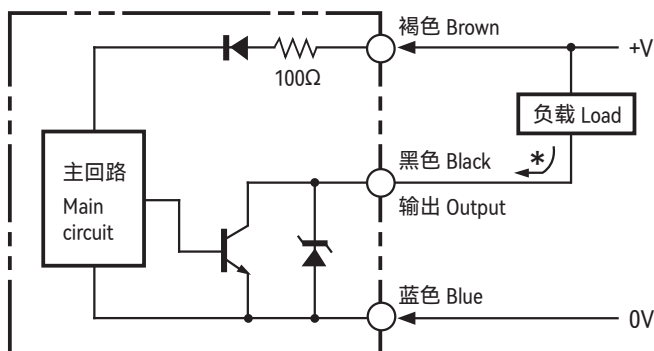 褐色 Brown
+V
100Ω
负载 Load
主回路
Main
circuit
黑色 Black
*
输出 Output
蓝色 Blue
0V